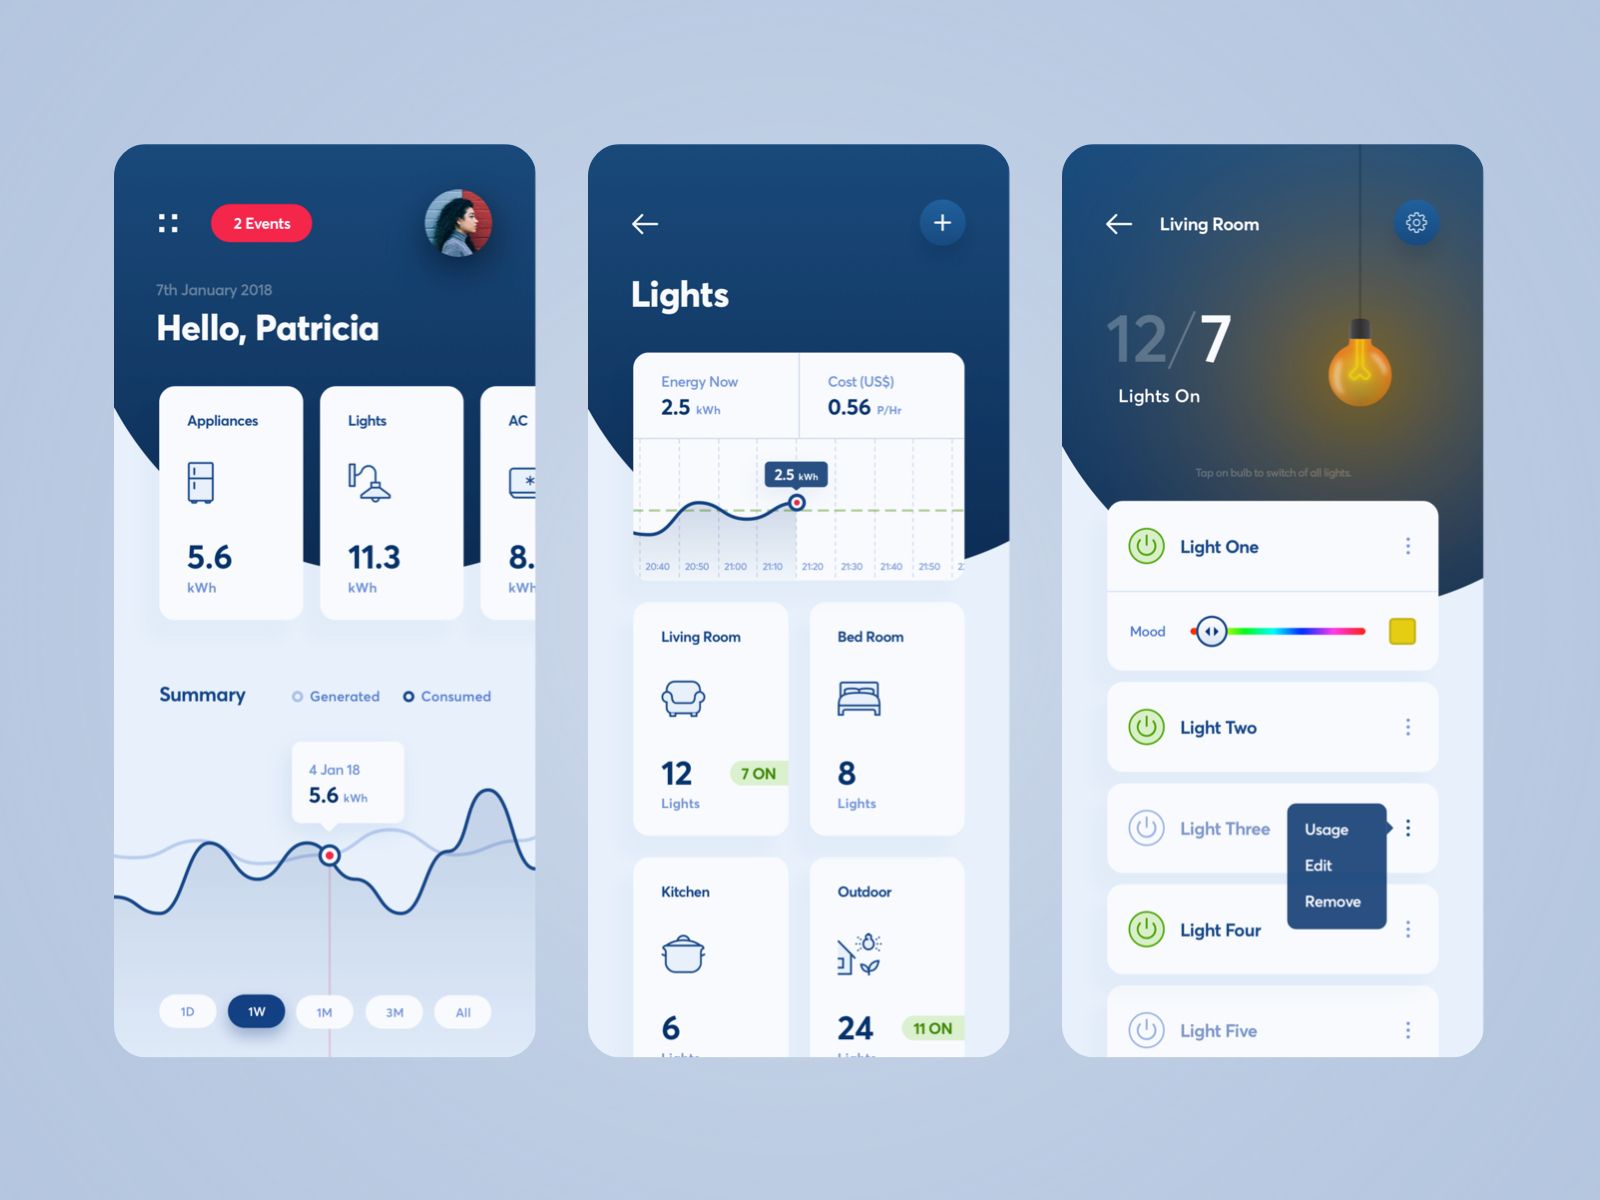 2 Events
7th January 2018
Hello, Patricia
Appliances
5.6
kWh
Lights
11.3
kWh
AC
8.
kWh
Summary
Generated
Consumed
4 Jan 18
5.6 kWh
1D
1W
1M
3M
All
Lights
Energy Now
2.5 kWh
Cost (US$)
0.56 P/Hr
2.5 kWh
20:40 20:50 21:00 21:10 21:20 21:30 21:40 21:50 2
Living Room
12
Lights
7 ON
Bed Room
8
Lights
Kitchen
6
Lights
Outdoor
24
Lights
11 ON
Living Room
12/7
Lights On
Tap on bulb to switch of all lights.
Light One
Mood
Light Two
Light Three
Usage
Edit
Remove
Light Four
Light Five